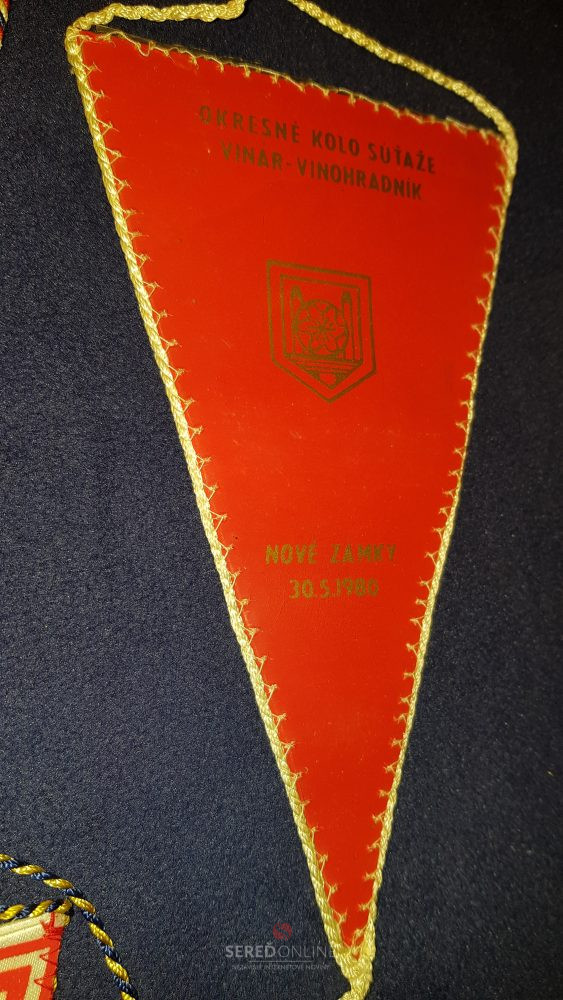 OKRESNÉ KOLO SÚŤAŽE
VINÁR-VINOHRADNÍK
NOVÉ ZÁMKY
30.5.1980
SEREĎONLINE